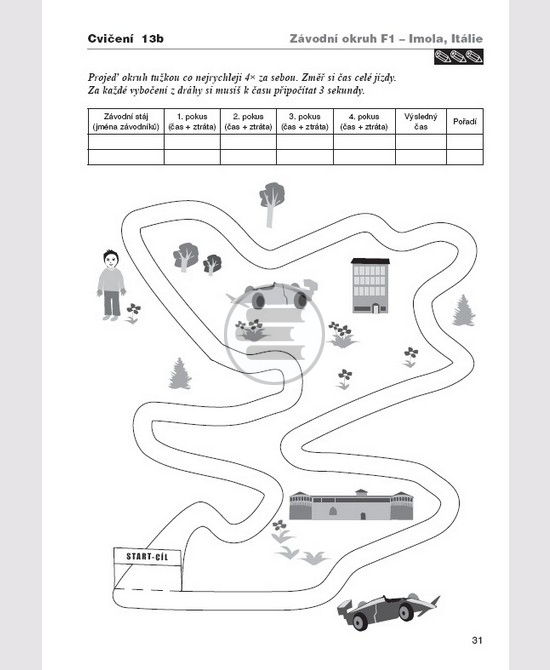 Cvičení 13b
Závodní okruh F1 – Imola, Itálie
Projeď okruh tužkou co nejrychleji 4× za sebou. Změř si čas celé jízdy.
Za každé vybočení z dráhy si musíš k času připočítat 3 sekundy.
Závodní stáj (jména závodníků)
1. pokus (čas + ztráta)
2. pokus (čas + ztráta)
3. pokus (čas + ztráta)
4. pokus (čas + ztráta)
Výsledný čas
Pořadí
START-CÍL
31